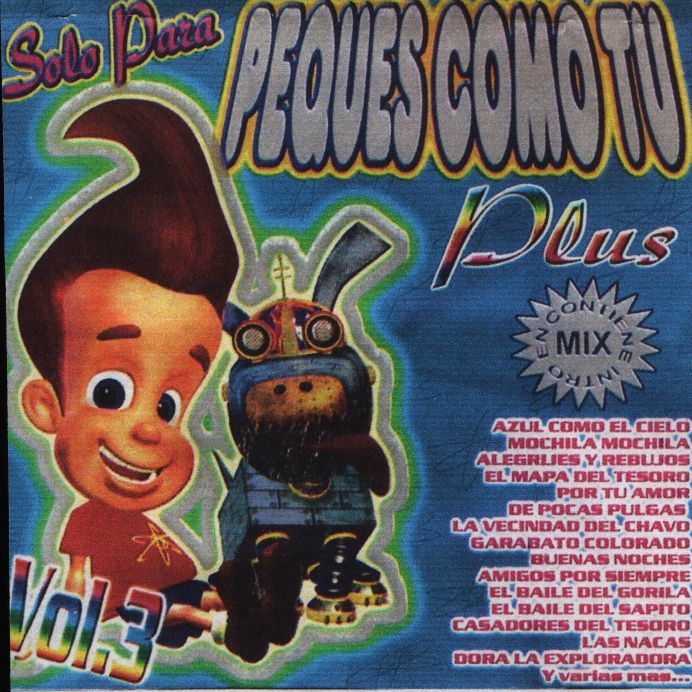 Solo Para
PEQUES COMO TU
Plus
CONTIENE INTRO EN
MIX
AZUL COMO EL CIELO
MOCHILA MOCHILA
ALEGRIJES Y REBUJOS
EL MAPA DEL TESORO
POR TU AMOR
DE POCAS PULGAS
LA VECINDAD DEL CHAVO
GARABATO COLORADO
BUENAS NOCHES
AMIGOS POR SIEMPRE
EL BAILE DEL GORILA
EL BAILE DEL SAPITO
CASADORES DEL TESORO
LAS NACAS
DORA LA EXPLORADORA
Y varias mas...
Vol.3